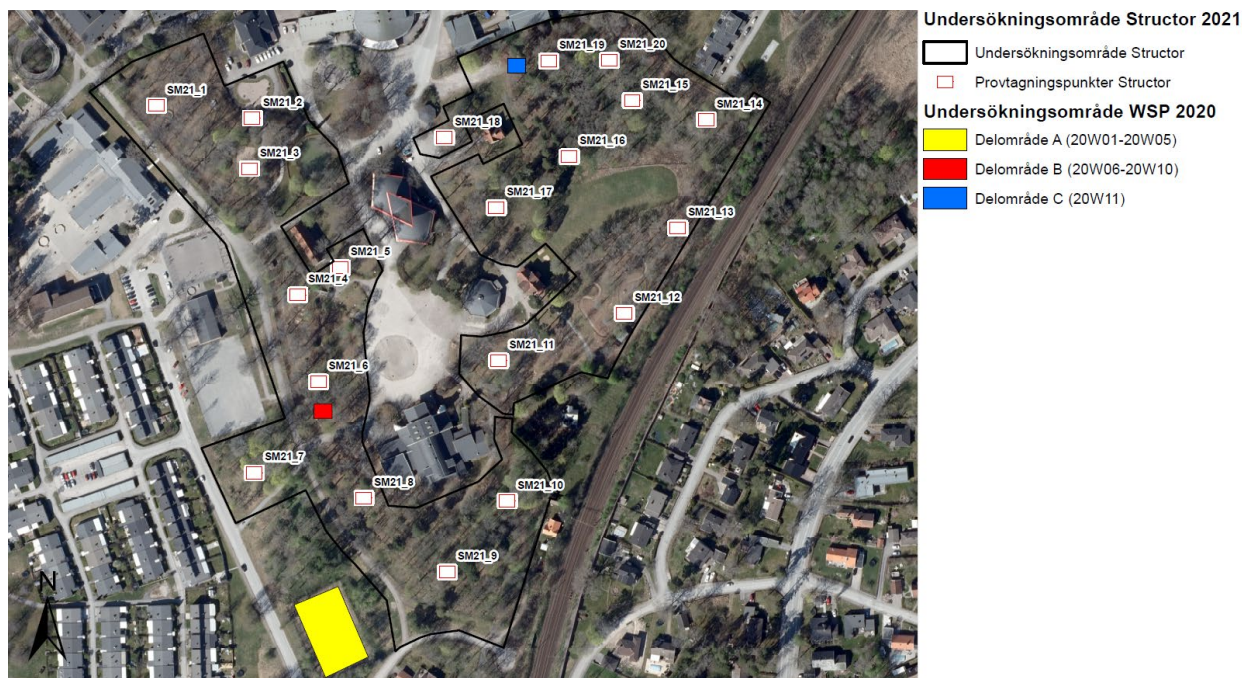 Undersökningsområde Structor 2021
Undersökningsområde Structor
Provtagningspunkter Structor
Undersökningsområde WSP 2020
Delområde A (20W01-20W05)
Delområde B (20W06-20W10)
Delområde C (20W11)
SM21_19
SM21_20
SM21_1
SM21_2
SM21_15
SM21_14
SM21_18
SM21_16
SM21_3
SM21_17
SM21_13
SM21_5
SM21_4
SM21_12
SM21_11
SM21_6
SM21_7
SM21_8
SM21_10
SM21_9
N